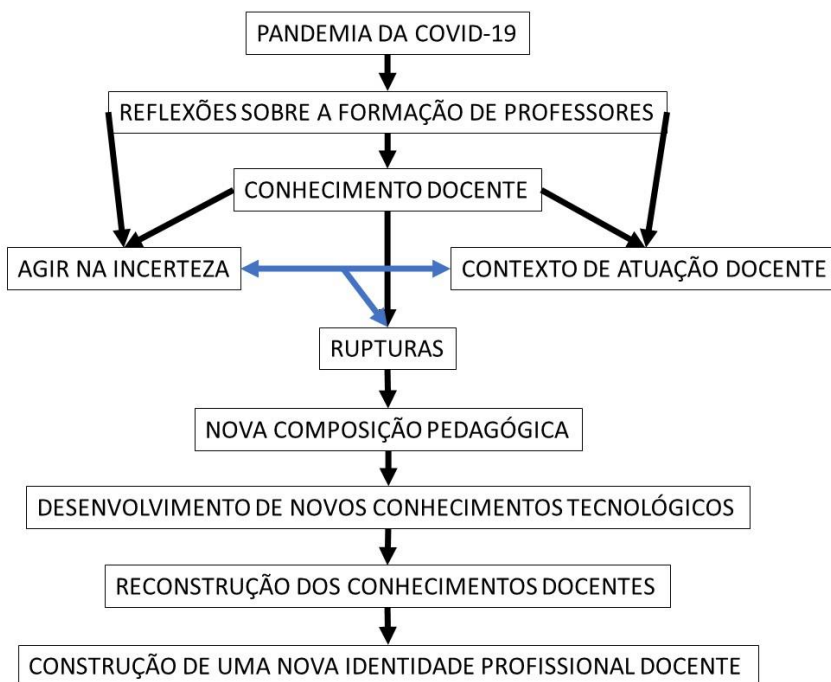 PANDEMIA DA COVID-19
REFLEXÕES SOBRE A FORMAÇÃO DE PROFESSORES
CONHECIMENTO DOCENTE
AGIR NA INCERTEZA
CONTEXTO DE ATUAÇÃO DOCENTE
RUPTURAS
NOVA COMPOSIÇÃO PEDAGÓGICA
DESENVOLVIMENTO DE NOVOS CONHECIMENTOS TECNOLÓGICOS
RECONSTRUÇÃO DOS CONHECIMENTOS DOCENTES
CONSTRUÇÃO DE UMA NOVA IDENTIDADE PROFISSIONAL DOCENTE